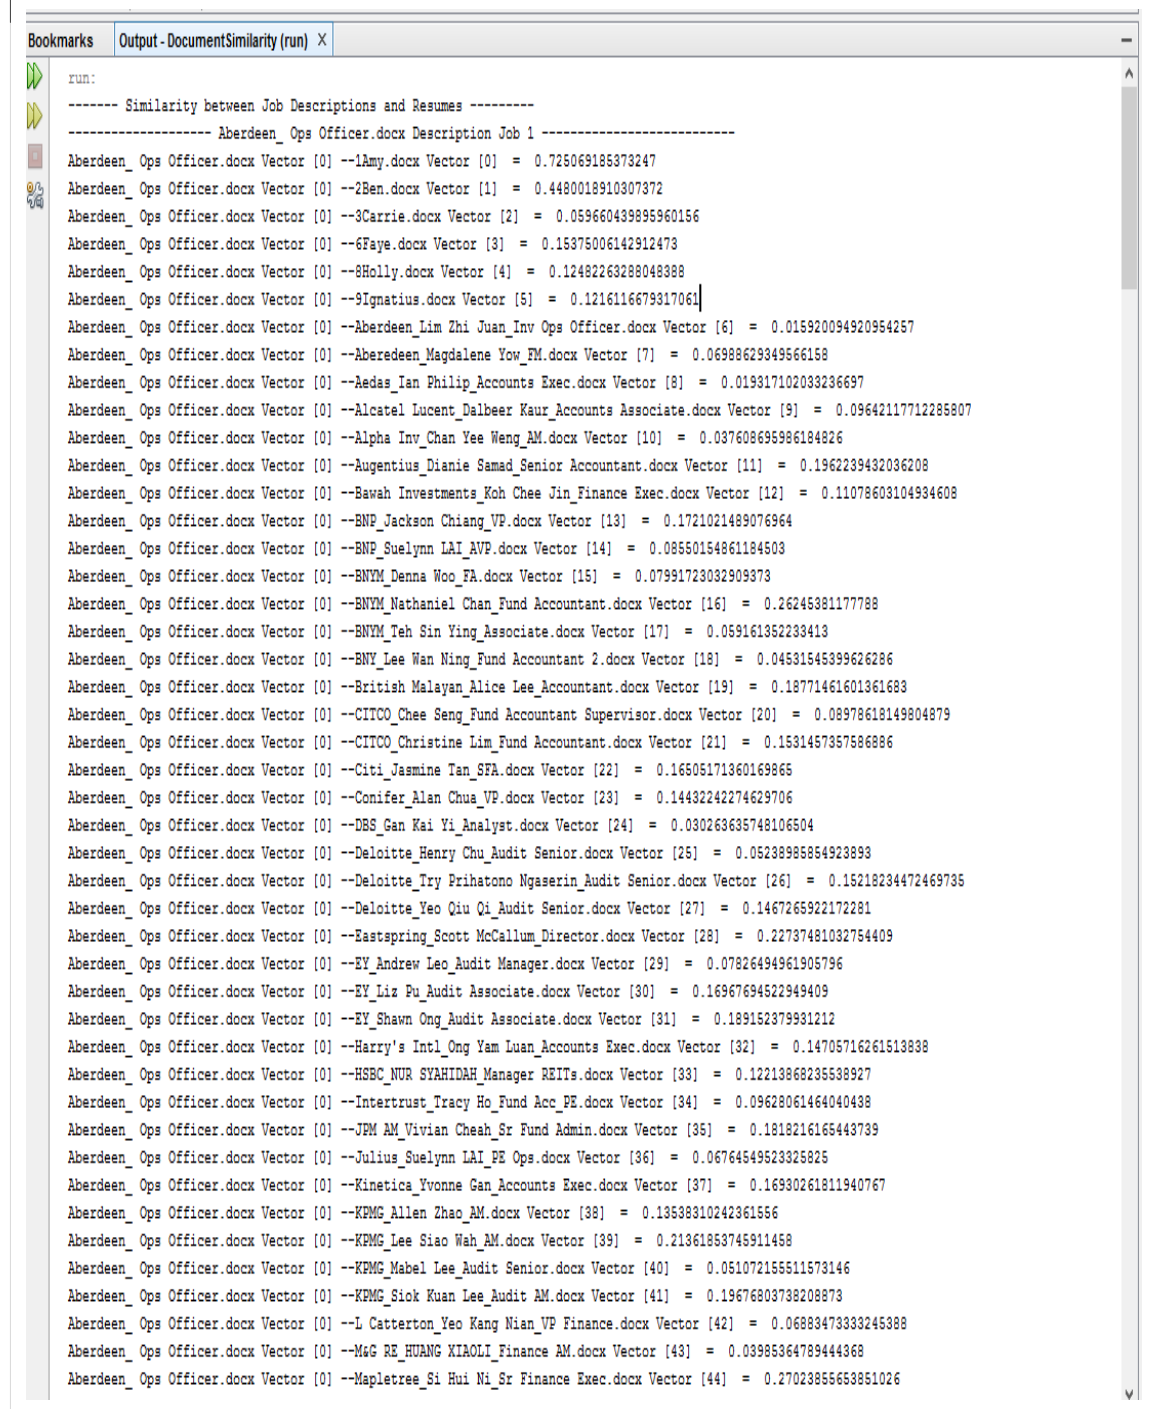 Bookmarks Output - DocumentSimilarity (run) X
run:
------- Similarity between Job Descriptions and Resumes ---------
-------------------- Aberdeen_ Ops Officer.docx Description Job 1 ---------------------------
Aberdeen_ Ops Officer.docx Vector [0] --1Amy.docx Vector [0] = 0.725069185373247
Aberdeen_ Ops Officer.docx Vector [0] --2Ben.docx Vector [1] = 0.4480018910307372
Aberdeen_ Ops Officer.docx Vector [0] --3Carrie.docx Vector [2] = 0.059660439895960156
Aberdeen_ Ops Officer.docx Vector [0] --6Faye.docx Vector [3] = 0.15375006142912473
Aberdeen_ Ops Officer.docx Vector [0] --8Holly.docx Vector [4] = 0.12482263288048388
Aberdeen_ Ops Officer.docx Vector [0] --9Ignatius.docx Vector [5] = 0.1216116679317061
Aberdeen_ Ops Officer.docx Vector [0] --Aberdeen_Lim Zhi Juan_Inv Ops Officer.docx Vector [6] = 0.015920094920954257
Aberdeen_ Ops Officer.docx Vector [0] --Aberedeen_Magdalene Yow_FM.docx Vector [7] = 0.06988629349566158
Aberdeen_ Ops Officer.docx Vector [0] --Aedas_Ian Philip_Accounts Exec.docx Vector [8] = 0.019317102033236697
Aberdeen_ Ops Officer.docx Vector [0] --Alcatel Lucent_Dalbeer Kaur_Accounts Associate.docx Vector [9] = 0.09642117712285807
Aberdeen_ Ops Officer.docx Vector [0] --Alpha Inv_Chan Yee Weng_AM.docx Vector [10] = 0.037608695986184826
Aberdeen_ Ops Officer.docx Vector [0] --Augentius_Dianie Samad_Senior Accountant.docx Vector [11] = 0.1962239432036208
Aberdeen_ Ops Officer.docx Vector [0] --Bawah Investments_Koh Chee Jin_Finance Exec.docx Vector [12] = 0.11078603104934608
Aberdeen_ Ops Officer.docx Vector [0] --BNP_Jackson Chiang_VP.docx Vector [13] = 0.1721021489076964
Aberdeen_ Ops Officer.docx Vector [0] --BNP_Suelynn LAI_AVP.docx Vector [14] = 0.08550154861184503
Aberdeen_ Ops Officer.docx Vector [0] --BNYM_Denna Woo_FA.docx Vector [15] = 0.07991723032909373
Aberdeen_ Ops Officer.docx Vector [0] --BNYM_Nathaniel Chan_Fund Accountant.docx Vector [16] = 0.26245381177788
Aberdeen_ Ops Officer.docx Vector [0] --BNYM_Teh Sin Ying_Associate.docx Vector [17] = 0.059161352233413
Aberdeen_ Ops Officer.docx Vector [0] --BNY_Lee Wan Ning_Fund Accountant 2.docx Vector [18] = 0.04531545399626286
Aberdeen_ Ops Officer.docx Vector [0] --British Malayan_Alice Lee_Accountant.docx Vector [19] = 0.18771461601361683
Aberdeen_ Ops Officer.docx Vector [0] --CITCO_Chee Seng_Fund Accountant Supervisor.docx Vector [20] = 0.08978618149804879
Aberdeen_ Ops Officer.docx Vector [0] --CITCO_Christine Lim_Fund Accountant.docx Vector [21] = 0.1531457357586886
Aberdeen_ Ops Officer.docx Vector [0] --Citi_Jasmine Tan_SFA.docx Vector [22] = 0.16505171360169865
Aberdeen_ Ops Officer.docx Vector [0] --Conifer_Alan Chua_VP.docx Vector [23] = 0.14432242274629706
Aberdeen_ Ops Officer.docx Vector [0] --DBS_Gan Kai Yi_Analyst.docx Vector [24] = 0.030263635748106504
Aberdeen_ Ops Officer.docx Vector [0] --Deloitte_Henry Chu_Audit Senior.docx Vector [25] = 0.05238985854923893
Aberdeen_ Ops Officer.docx Vector [0] --Deloitte_Try Prihatono Ngaserin_Audit Senior.docx Vector [26] = 0.15218234472469735
Aberdeen_ Ops Officer.docx Vector [0] --Deloitte_Yeo Qiu Qi_Audit Senior.docx Vector [27] = 0.1467265922172281
Aberdeen_ Ops Officer.docx Vector [0] --Eastspring_Scott McCallum_Director.docx Vector [28] = 0.22737481032754409
Aberdeen_ Ops Officer.docx Vector [0] --EY_Andrew Leo_Audit Manager.docx Vector [29] = 0.07826494961905796
Aberdeen_ Ops Officer.docx Vector [0] --EY_Liz Pu_Audit Associate.docx Vector [30] = 0.16967694522949409
Aberdeen_ Ops Officer.docx Vector [0] --EY_Shawn Ong_Audit Associate.docx Vector [31] = 0.189152379931212
Aberdeen_ Ops Officer.docx Vector [0] --Harry's Intl_Ong Yam Luan_Accounts Exec.docx Vector [32] = 0.14705716261513838
Aberdeen_ Ops Officer.docx Vector [0] --HSBC_NUR SYAHIDAH_Manager REITs.docx Vector [33] = 0.12213868235538927
Aberdeen_ Ops Officer.docx Vector [0] --Intertrust_Tracy Ho_Fund Acc_PE.docx Vector [34] = 0.09628061464040438
Aberdeen_ Ops Officer.docx Vector [0] --JPM AM_Vivian Cheah_Sr Fund Admin.docx Vector [35] = 0.1818216165443739
Aberdeen_ Ops Officer.docx Vector [0] --Julius_Suelynn LAI_PE Ops.docx Vector [36] = 0.06764549523325825
Aberdeen_ Ops Officer.docx Vector [0] --Kinetica_Yvonne Gan_Accounts Exec.docx Vector [37] = 0.16930261811940767
Aberdeen_ Ops Officer.docx Vector [0] --KPMG_Allen Zhao_AM.docx Vector [38] = 0.13538310242361556
Aberdeen_ Ops Officer.docx Vector [0] --KPMG_Lee Siao Wah_AM.docx Vector [39] = 0.21361853745911458
Aberdeen_ Ops Officer.docx Vector [0] --KPMG_Mabel Lee_Audit Senior.docx Vector [40] = 0.051072155511573146
Aberdeen_ Ops Officer.docx Vector [0] --KPMG_Siok Kuan Lee_Audit AM.docx Vector [41] = 0.19676803738208873
Aberdeen_ Ops Officer.docx Vector [0] --L Catterton_Yeo Kang Nian_VP Finance.docx Vector [42] = 0.06883473333245388
Aberdeen_ Ops Officer.docx Vector [0] --M&G RE_HUANG XIAOLI_Finance AM.docx Vector [43] = 0.03985364789444368
Aberdeen_ Ops Officer.docx Vector [0] --Mapletree_Si Hui Ni_Sr Finance Exec.docx Vector [44] = 0.27023855653851026